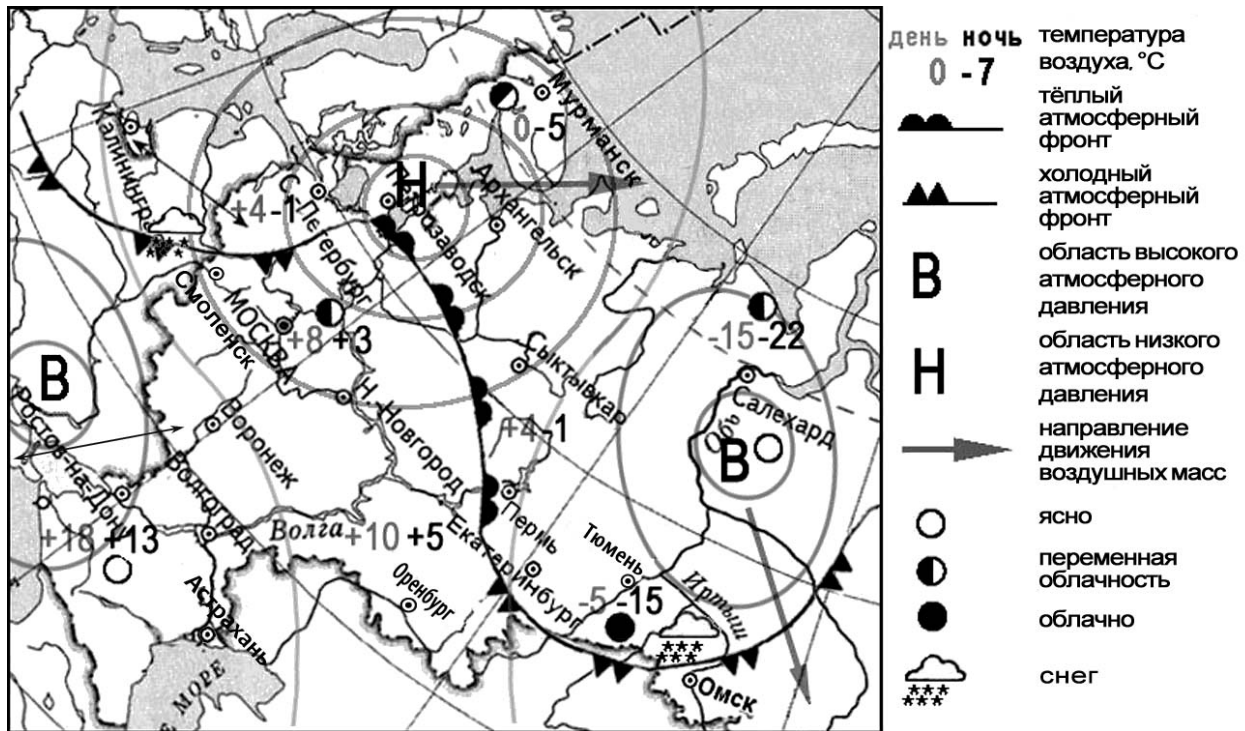 Мурманск
0 -5
Калининград
Н
Архангельск
+4 -1
С.-Петербург
Петрозаводск
Смоленск
МОСКВА
+8 +3
-15 -22
Сыктывкар
Салехард
В
Обь
В
Н. Новгород
Воронеж
+4 -1
Ростов-на-Дону
Волгоград
Пермь
Волга
+10 +5
+18 +13
Екатеринбург
Тюмень
Иртыш
Оренбург
-5 -15
Астрахань
Омск
МОРЕ
день ночь
0 -7
температура
воздуха, °С
тёплый
атмосферный
фронт
холодный
атмосферный
фронт
В
область высокого
атмосферного
давления
Н
область низкого
атмосферного
давления
направление
движения
воздушных масс
ясно
переменная
облачность
облачно
снег